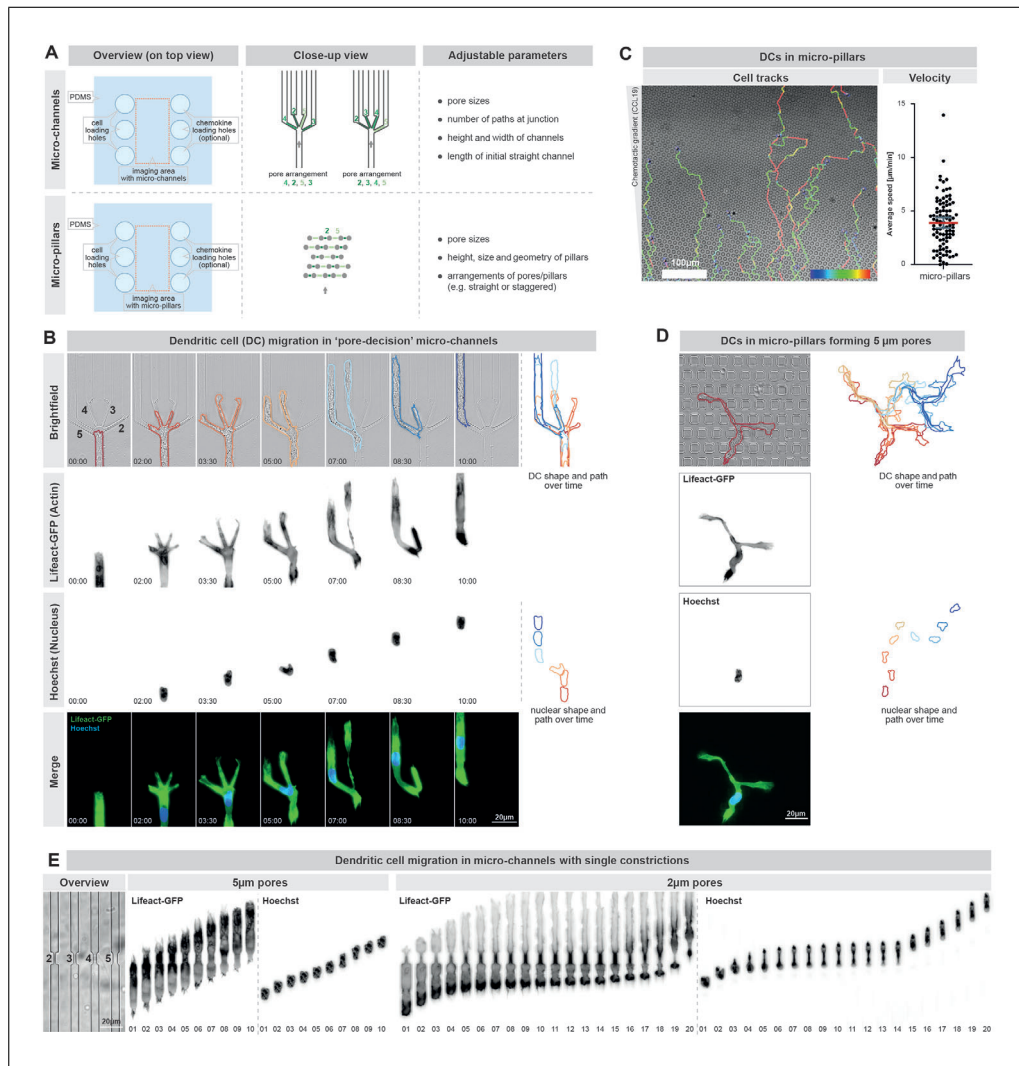 A
Overview (on top view)
Close-up view
Adjustable parameters
Micro-channels
PDMS
cell
loading
holes
chemokine
loading holes
(optional)
imaging area
with micro-channels
4 2 5 3
2 3 4 5
pore arrangement
4, 2, 5, 3
pore arrangement
2, 3, 4, 5
• pore sizes
• number of paths at junction
• height and width of channels
• length of initial straight channel
Micro-pillars
PDMS
cell
loading
holes
chemokine
loading holes
(optional)
imaging area
with micro-pillars
2 5
• pore sizes
• height, size and geometry of pillars
• arrangements of pores/pillars
(e.g. straight or staggered)
C
DCs in micro-pillars
Cell tracks
Velocity
Chemotactic gradient (CCL19)
100µm
Average speed [µm/min]
15
10
5
0
micro-pillars
B
Dendritic cell (DC) migration in ‘pore-decision’ micro-channels
Brightfield
4 3
5 2
00:00 02:00 03:30 05:00 07:00 08:30 10:00
DC shape and path
over time
Lifeact-GFP (Actin)
00:00 02:00 03:30 05:00 07:00 08:30 10:00
Hoechst (Nucleus)
00:00 02:00 03:30 05:00 07:00 08:30 10:00
nuclear shape and
path over time
Merge
Lifeact-GFP
Hoechst
00:00 02:00 03:30 05:00 07:00 08:30 10:00
20µm
D
DCs in micro-pillars forming 5 µm pores
DC shape and path
over time
Lifeact-GFP
Hoechst
nuclear shape and
path over time
20µm
E
Dendritic cell migration in micro-channels with single constrictions
Overview
5µm pores
2µm pores
2 3 4 5
20µm
Lifeact-GFP
01 02 03 04 05 06 07 08 09 10
Hoechst
01 02 03 04 05 06 07 08 09 10
Lifeact-GFP
01 02 03 04 05 06 07 08 09 10 11 12 13 14 15 16 17 18 19 20
Hoechst
01 02 03 04 05 06 07 08 09 10 11 12 13 14 15 16 17 18 19 20